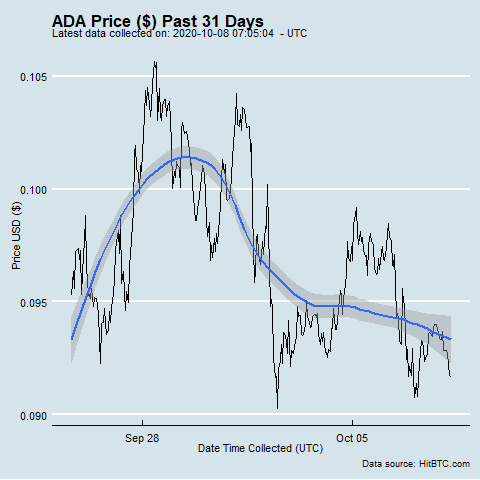 ADA Price ($) Past 31 Days
Latest data collected on: 2020-10-08 07:05:04 - UTC
0.105
0.100
0.095
0.090
Price USD ($)
Sep 28
Oct 05
Date Time Collected (UTC)
Data source: HitBTC.com